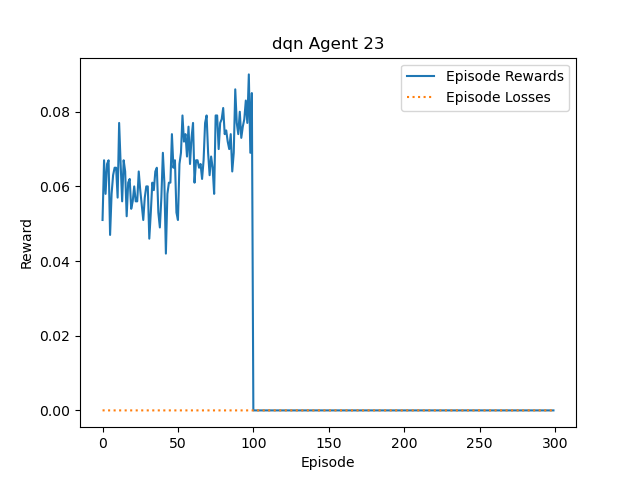 dqn Agent 23
Episode Rewards
Episode Losses
0.08
0.06
0.04
0.02
0.00
Reward
0 50 100 150 200 250 300
Episode